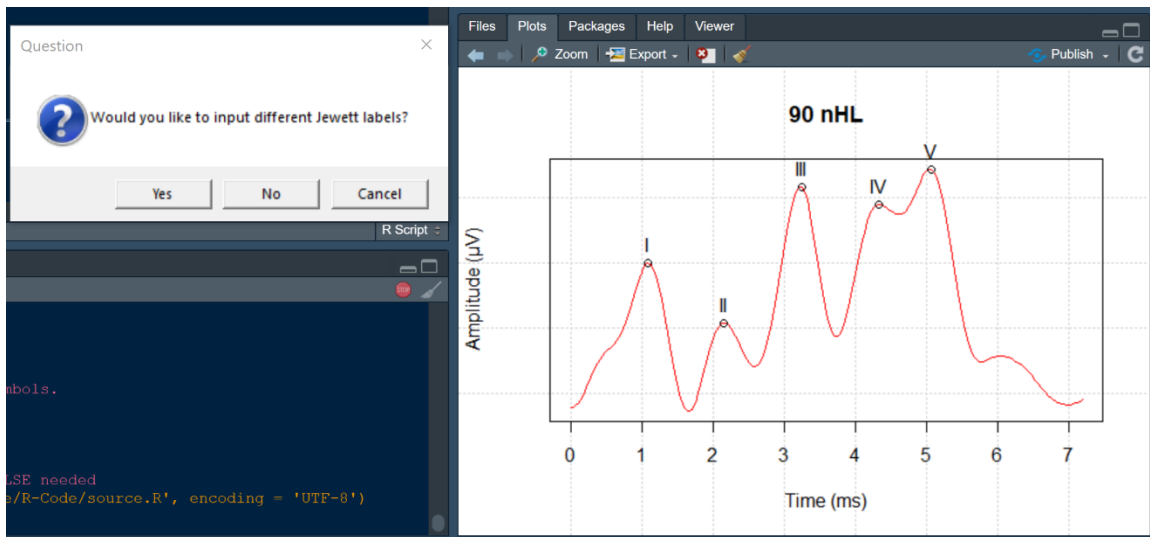 Question
Would you like to input different Jewett labels?
Yes No Cancel
R Script
STOP
mbols.
LSE needed
e/R-Code/source.R', encoding = 'UTF-8')
Files Plots Packages Help Viewer
Zoom Export Publish
90 nHL
I
II
III
IV
V
Amplitude (µV)
0 1 2 3 4 5 6 7
Time (ms)